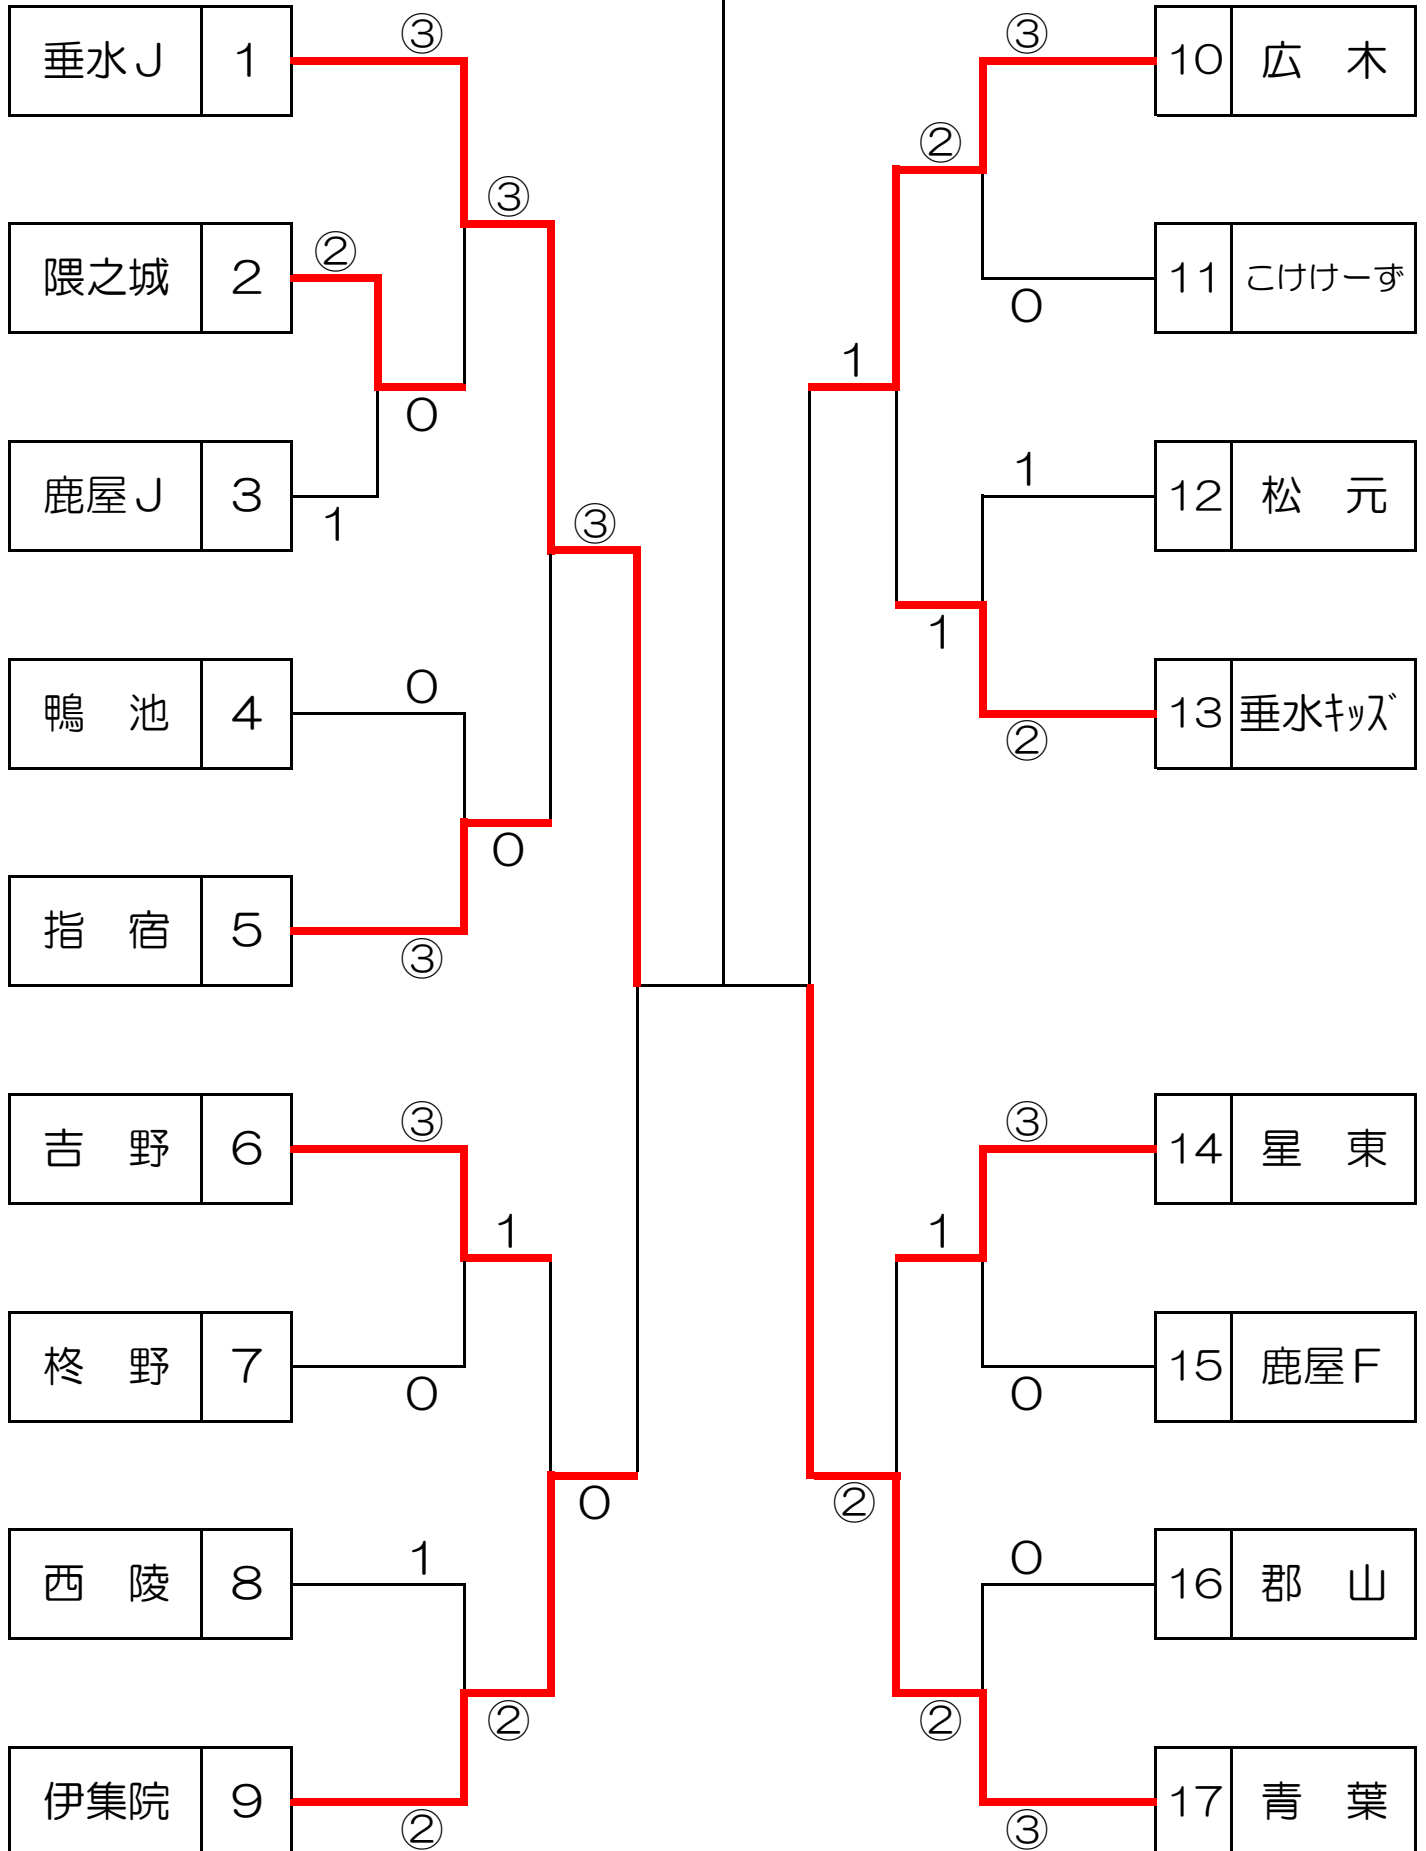 垂水Ｊ 1 ③ ③ 10 広　木
②
③
隈之城 2 ② 11 こけけーず
0
1
0
鹿屋Ｊ 3 1 12 松　元
1
③
1
鴨　池 4 0 13 垂水ｷｯｽﾞ
②
0
指　宿 5
③
吉　野 6 ③ ③ 14 星　東
1 1
柊　野 7 15 鹿屋Ｆ
0 0
0 ②
西　陵 8 1 0 16 郡　山
② ②
伊集院 9 17 青　葉
② ③